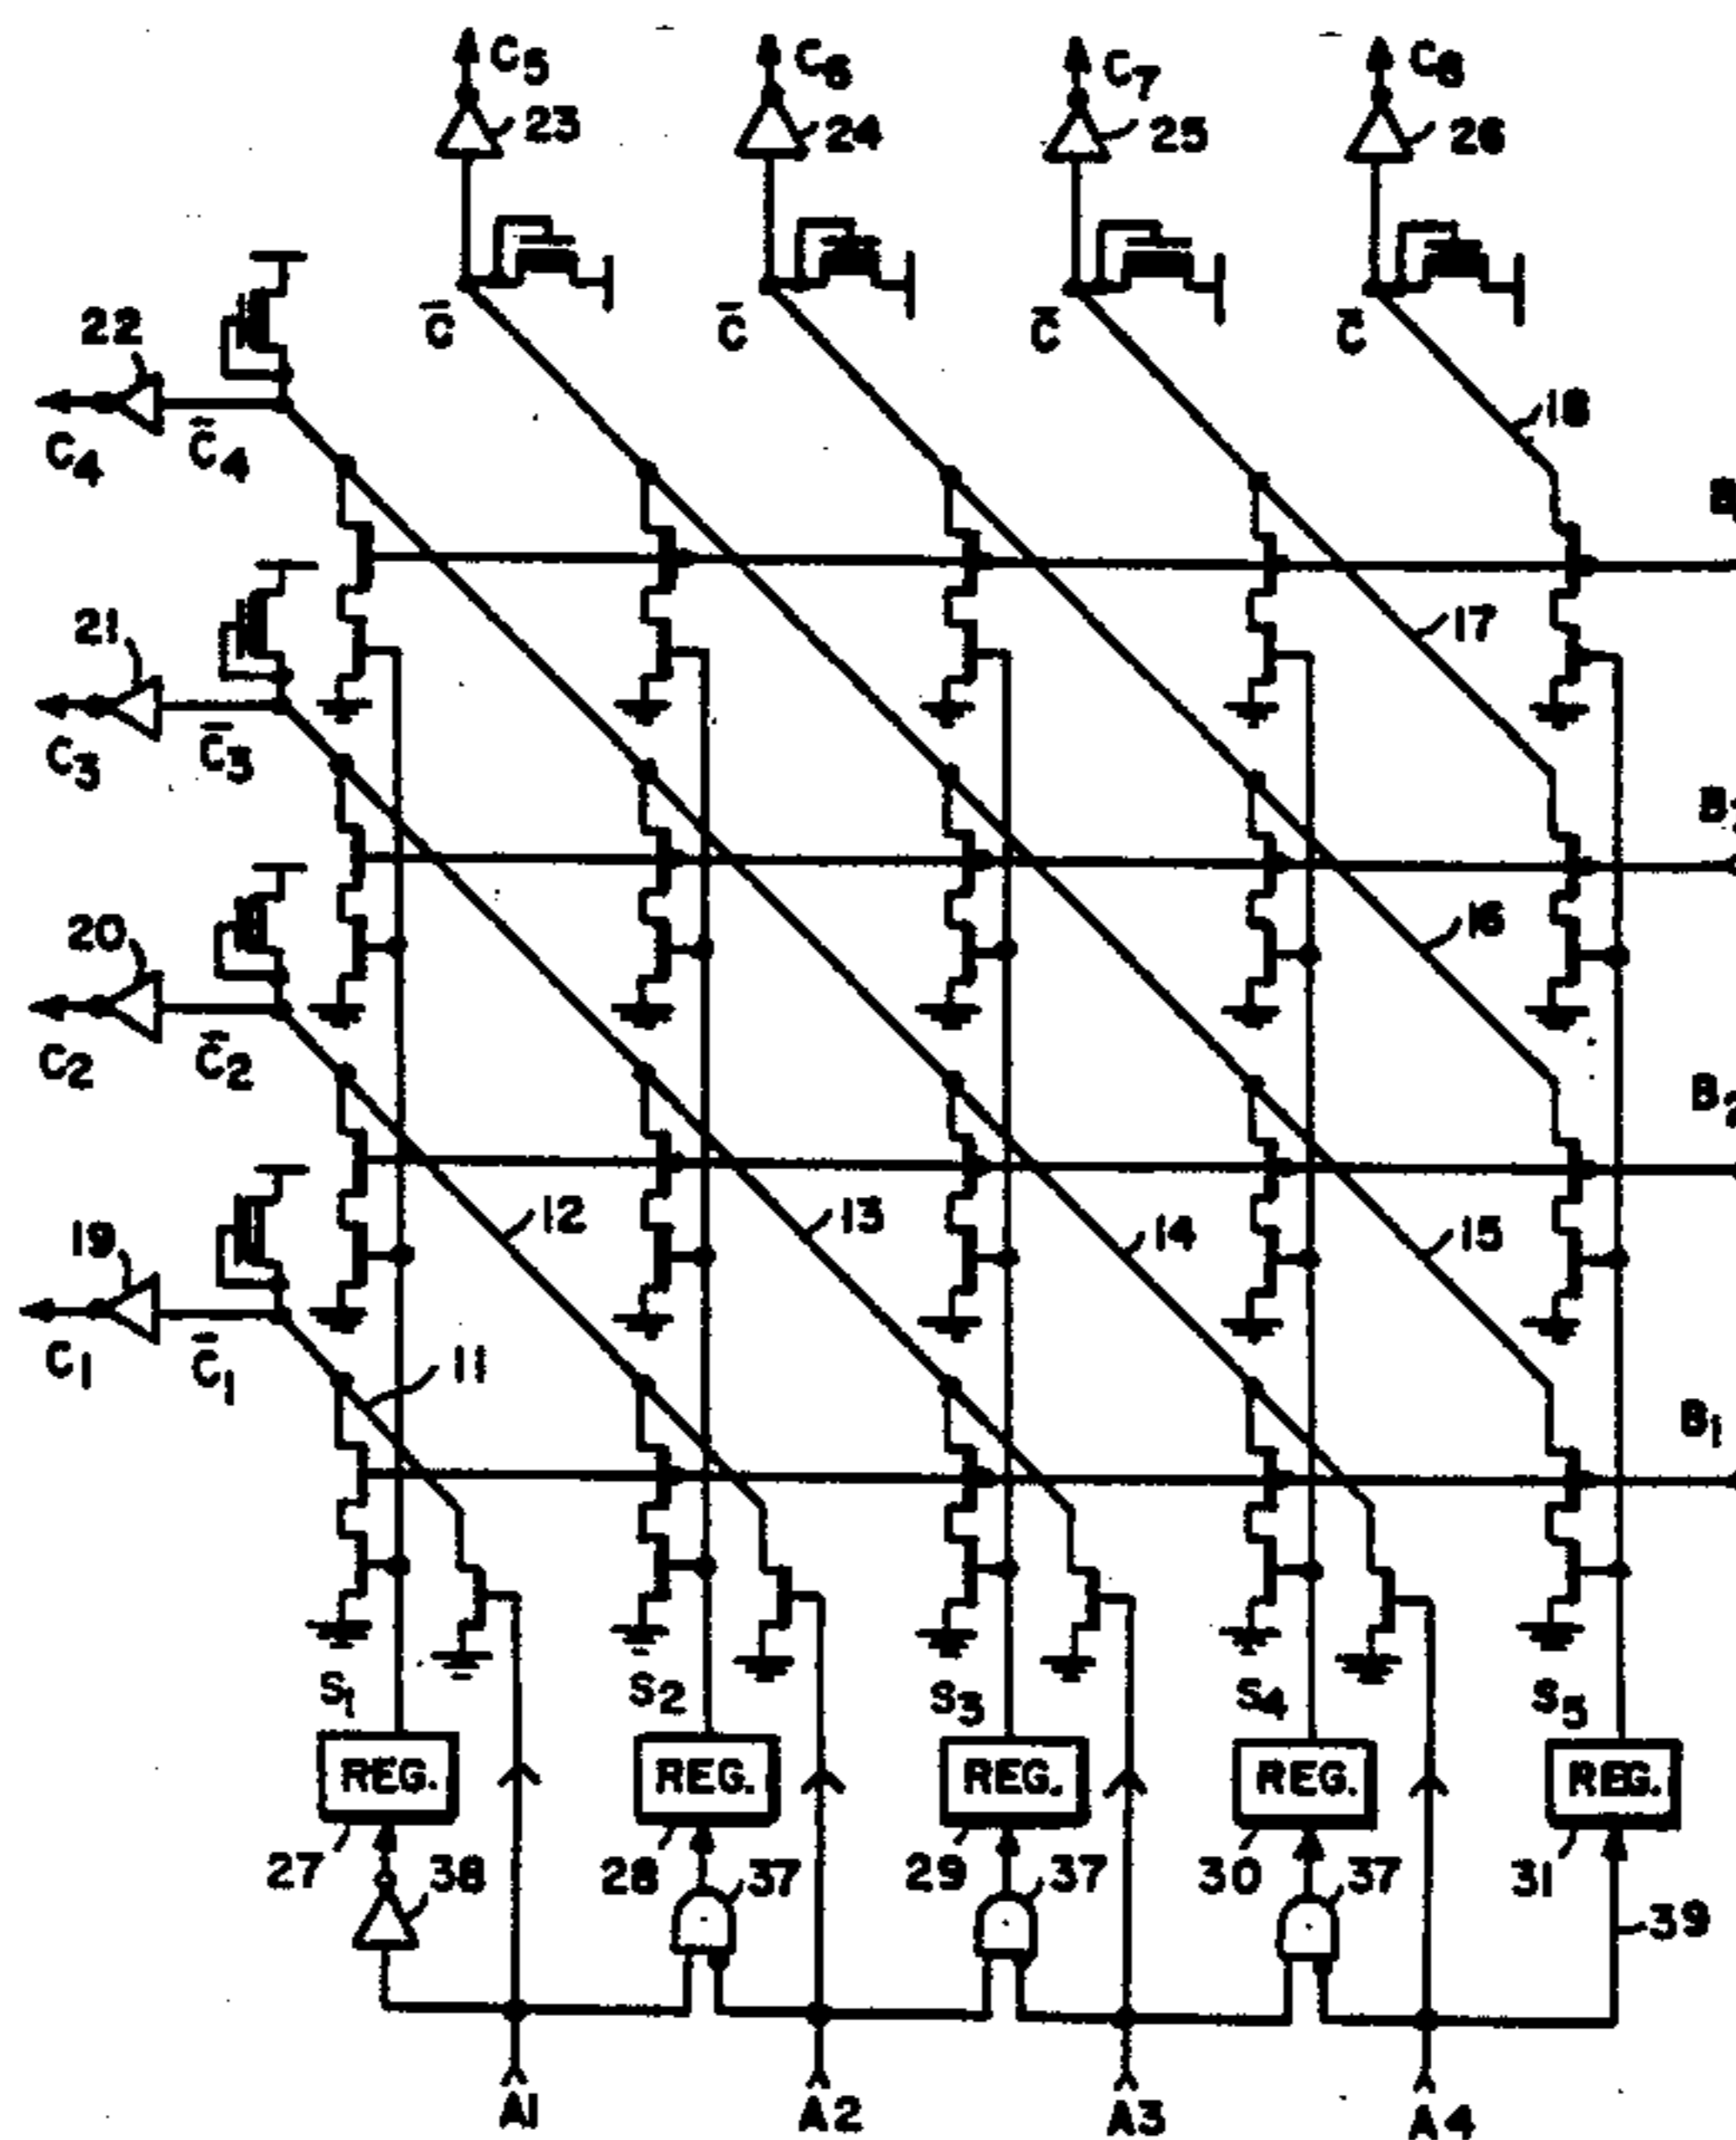 C5 C6 C7 C8
23 24 25 26
C̄ C̄ C̄ C̄
22
18
C4 C̄4
21
17
C3 C̄3
20
16
B2
C2 C̄2
12 13 14 15
19
C1 C̄1
11
B1
S1 S2 S3 S4 S5
REG. REG. REG. REG. REG.
27 38 28 37 29 37 30 37 31
39
A1 A2 A3 A4